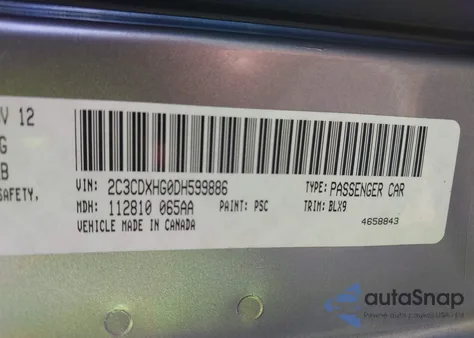 V 12
G
B
SAFETY,
VIN: 2C3CDXHG0DH599886 TYPE: PASSENGER CAR
MDH: 112810 065AA PAINT: PSC TRIM: BLX9
VEHICLE MADE IN CANADA 4658843
autoSnap